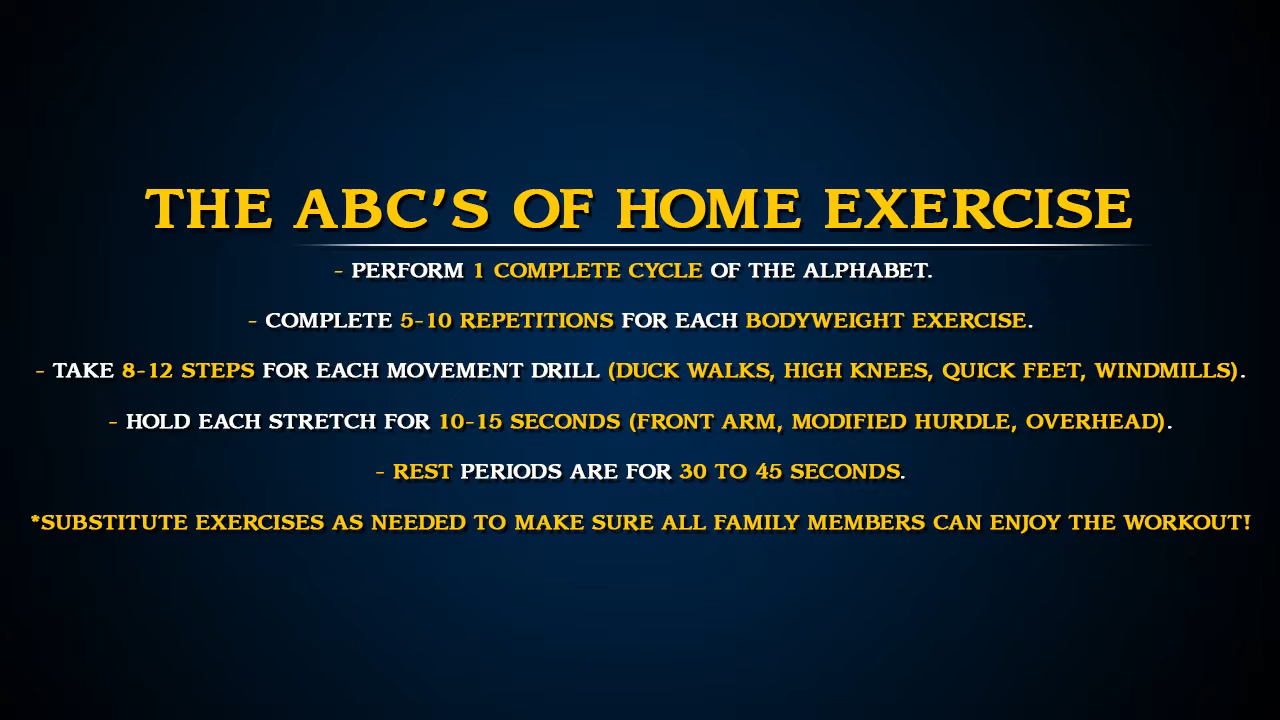 THE ABC'S OF HOME EXERCISE
- PERFORM 1 COMPLETE CYCLE OF THE ALPHABET.
- COMPLETE 5-10 REPETITIONS FOR EACH BODYWEIGHT EXERCISE.
- TAKE 8-12 STEPS FOR EACH MOVEMENT DRILL (DUCK WALKS, HIGH KNEES, QUICK FEET, WINDMILLS).
- HOLD EACH STRETCH FOR 10-15 SECONDS (FRONT ARM, MODIFIED HURDLE, OVERHEAD).
- REST PERIODS ARE FOR 30 TO 45 SECONDS.
*SUBSTITUTE EXERCISES AS NEEDED TO MAKE SURE ALL FAMILY MEMBERS CAN ENJOY THE WORKOUT!